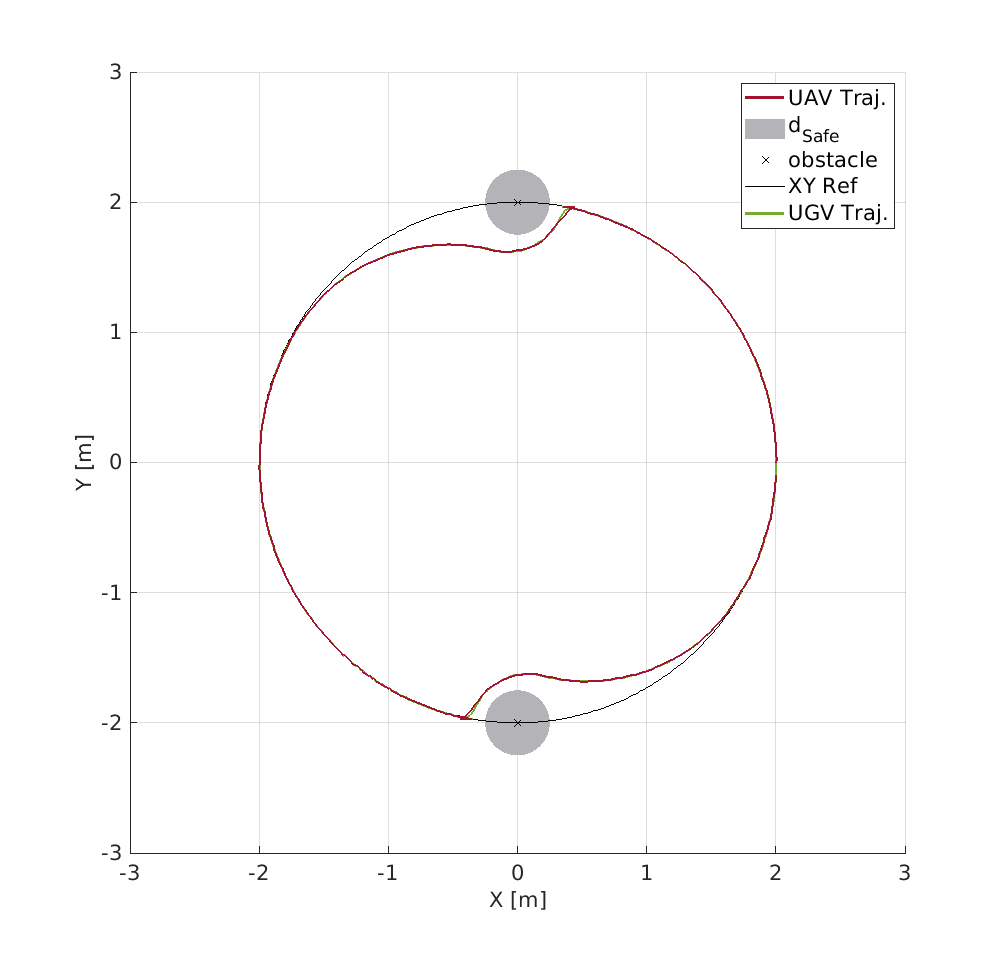 3
2
1
0
-1
-2
-3
-3 -2 -1 0 1 2 3
X [m]
Y [m]
UAV Traj.
dSafe
obstacle
XY Ref
UGV Traj.